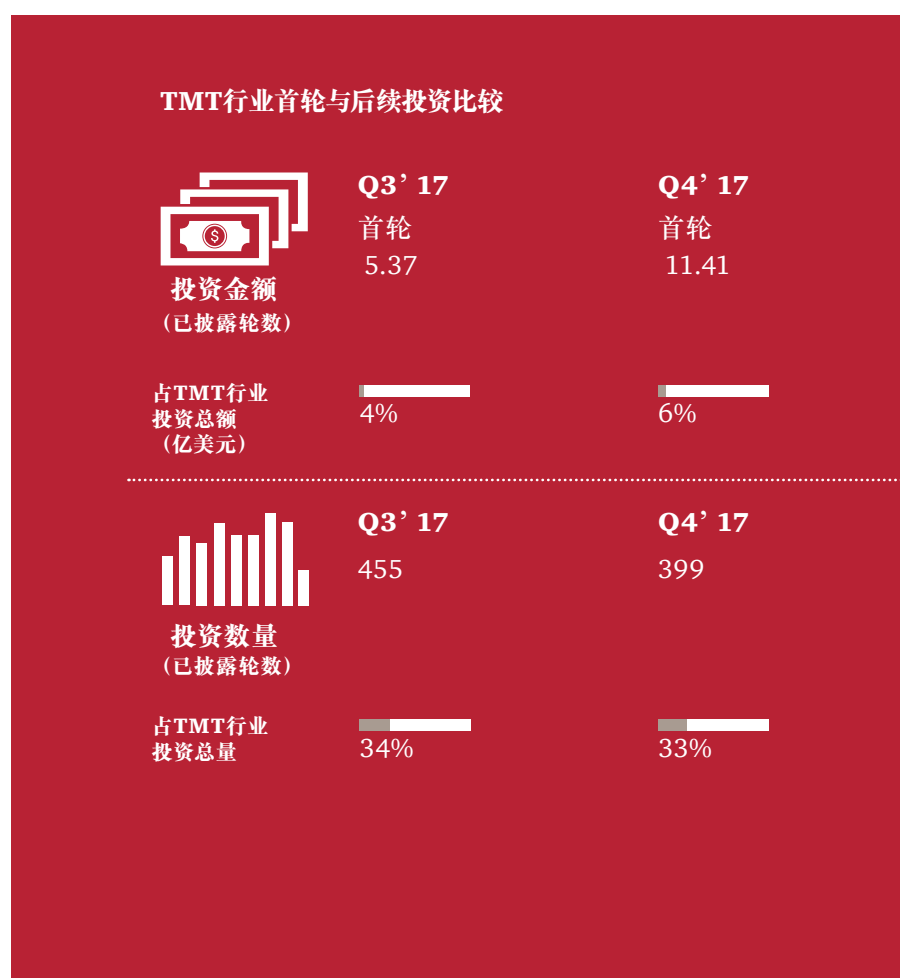 TMT行业首轮与后续投资比较
$
Q3’ 17
Q4’ 17
首轮
首轮
5.37
11.41
投资金额
（已披露轮数）
占TMT行业
投资总额
（亿美元）
4%
6%
Q3’ 17
Q4’ 17
455
399
投资数量
（已披露轮数）
占TMT行业
投资总量
34%
33%